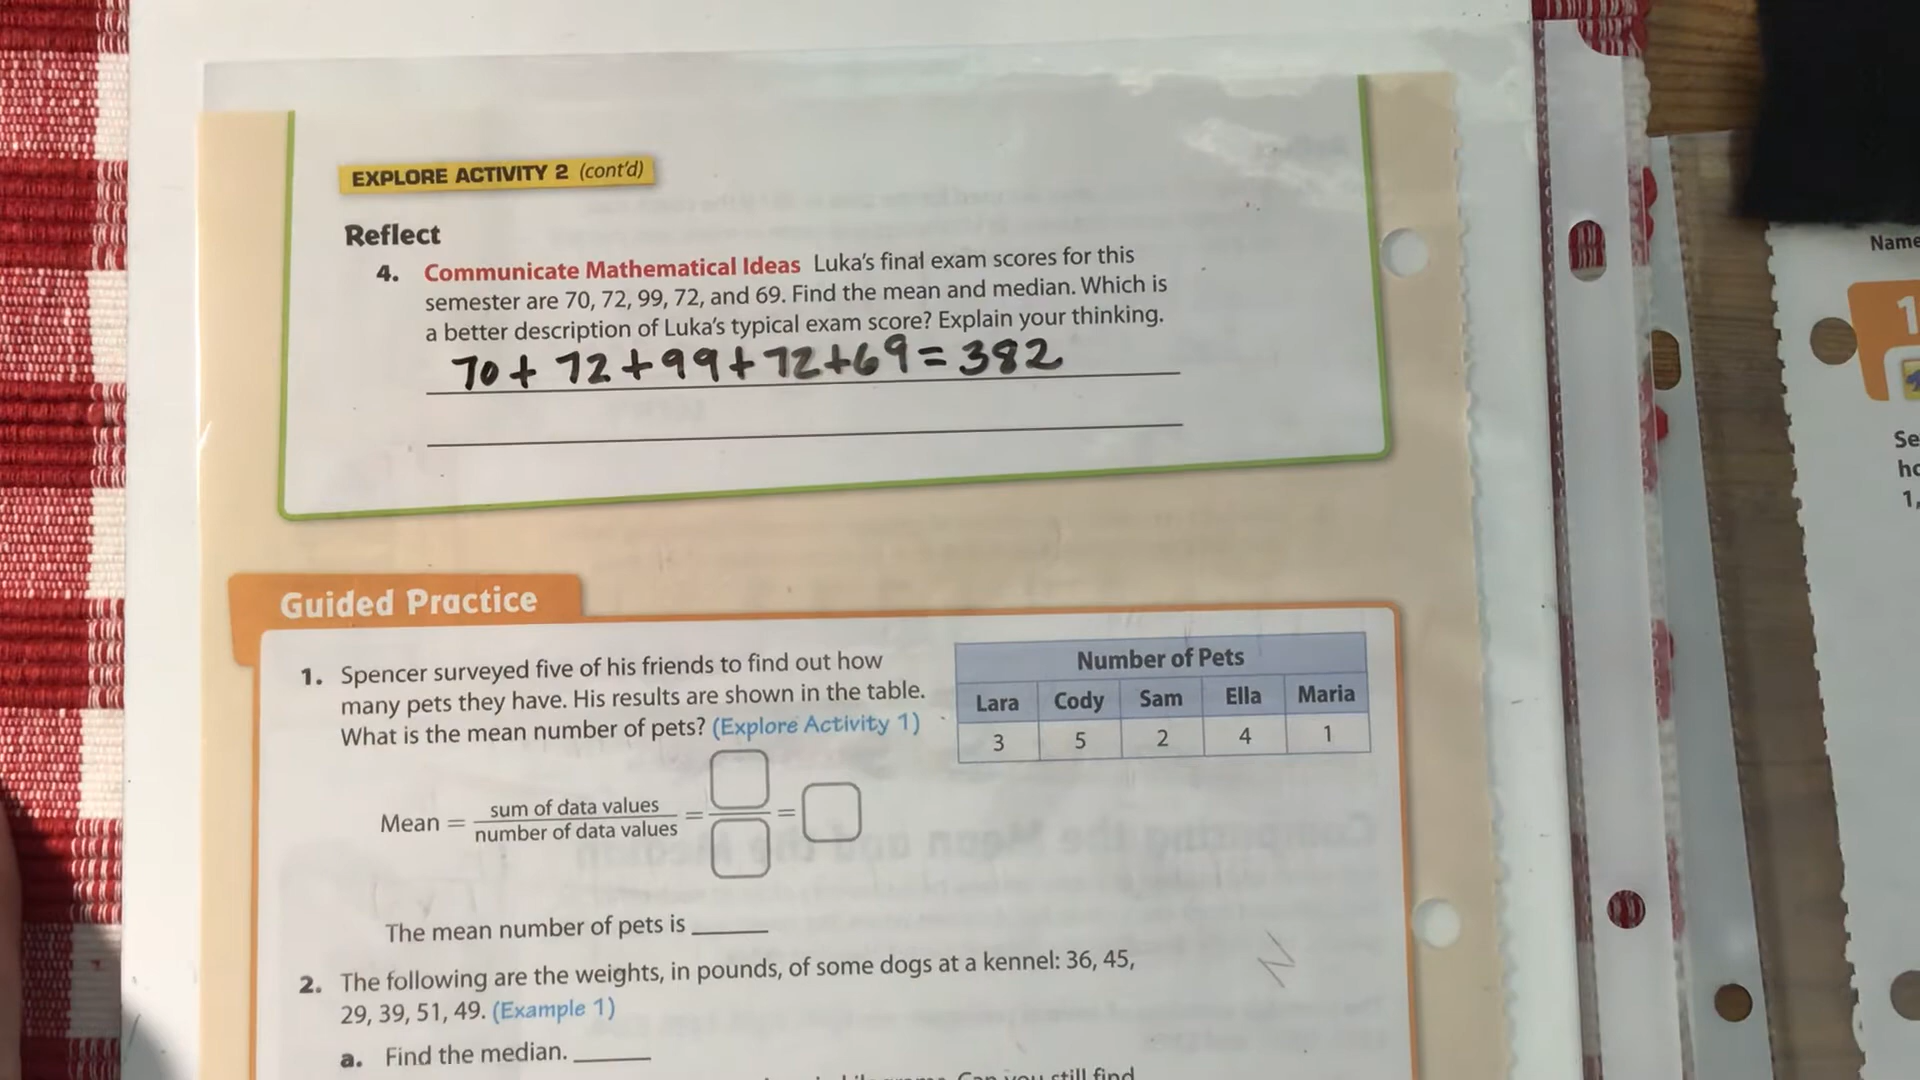 EXPLORE ACTIVITY 2 (cont'd)
Reflect
4. Communicate Mathematical Ideas Luka's final exam scores for this
semester are 70, 72, 99, 72, and 69. Find the mean and median. Which is
a better description of Luka's typical exam score? Explain your thinking.
70 + 72 + 99 + 72 + 69 = 382
Guided Practice
1. Spencer surveyed five of his friends to find out how
many pets they have. His results are shown in the table.
What is the mean number of pets? (Explore Activity 1)
Number of Pets
Lara Cody Sam Ella Maria
3 5 2 4 1
Mean = sum of data values / number of data values = =
The mean number of pets is
2. The following are the weights, in pounds, of some dogs at a kennel: 36, 45,
29, 39, 51, 49. (Example 1)
a. Find the median.
Can you still find
Name
1
Se
1,